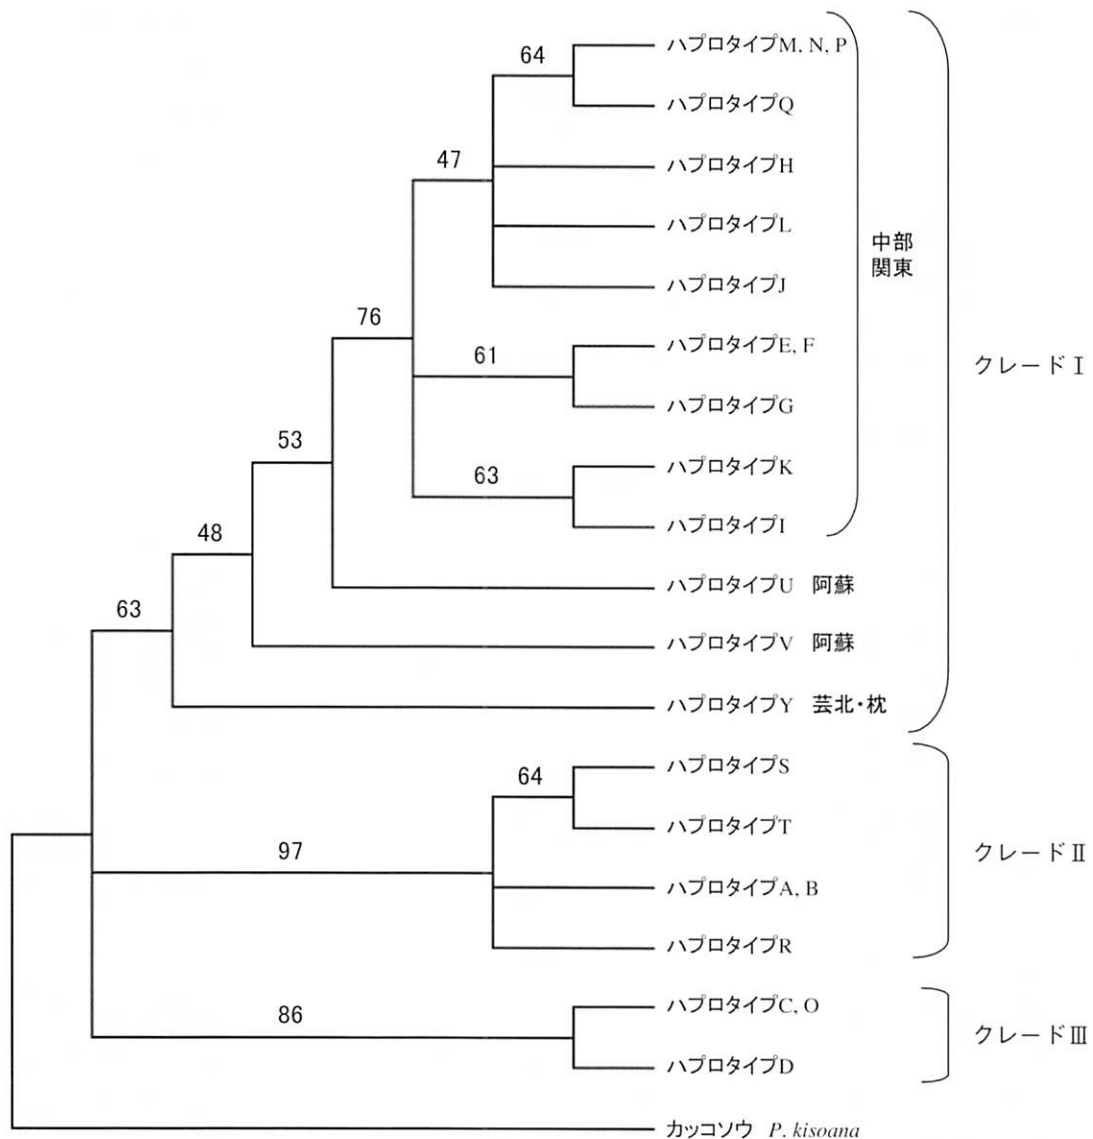 64
ハプロタイプM, N, P
ハプロタイプQ
47
ハプロタイプH
ハプロタイプL
中部
関東
ハプロタイプJ
76
61
ハプロタイプE, F
クレードⅠ
ハプロタイプG
53
63
ハプロタイプK
ハプロタイプI
48
ハプロタイプU 阿蘇
63
ハプロタイプV 阿蘇
ハプロタイプY 芸北・枕
64
ハプロタイプS
ハプロタイプT
97
クレードⅡ
ハプロタイプA, B
ハプロタイプR
86
ハプロタイプC, O
クレードⅢ
ハプロタイプD
カッコソウ P. kisoana